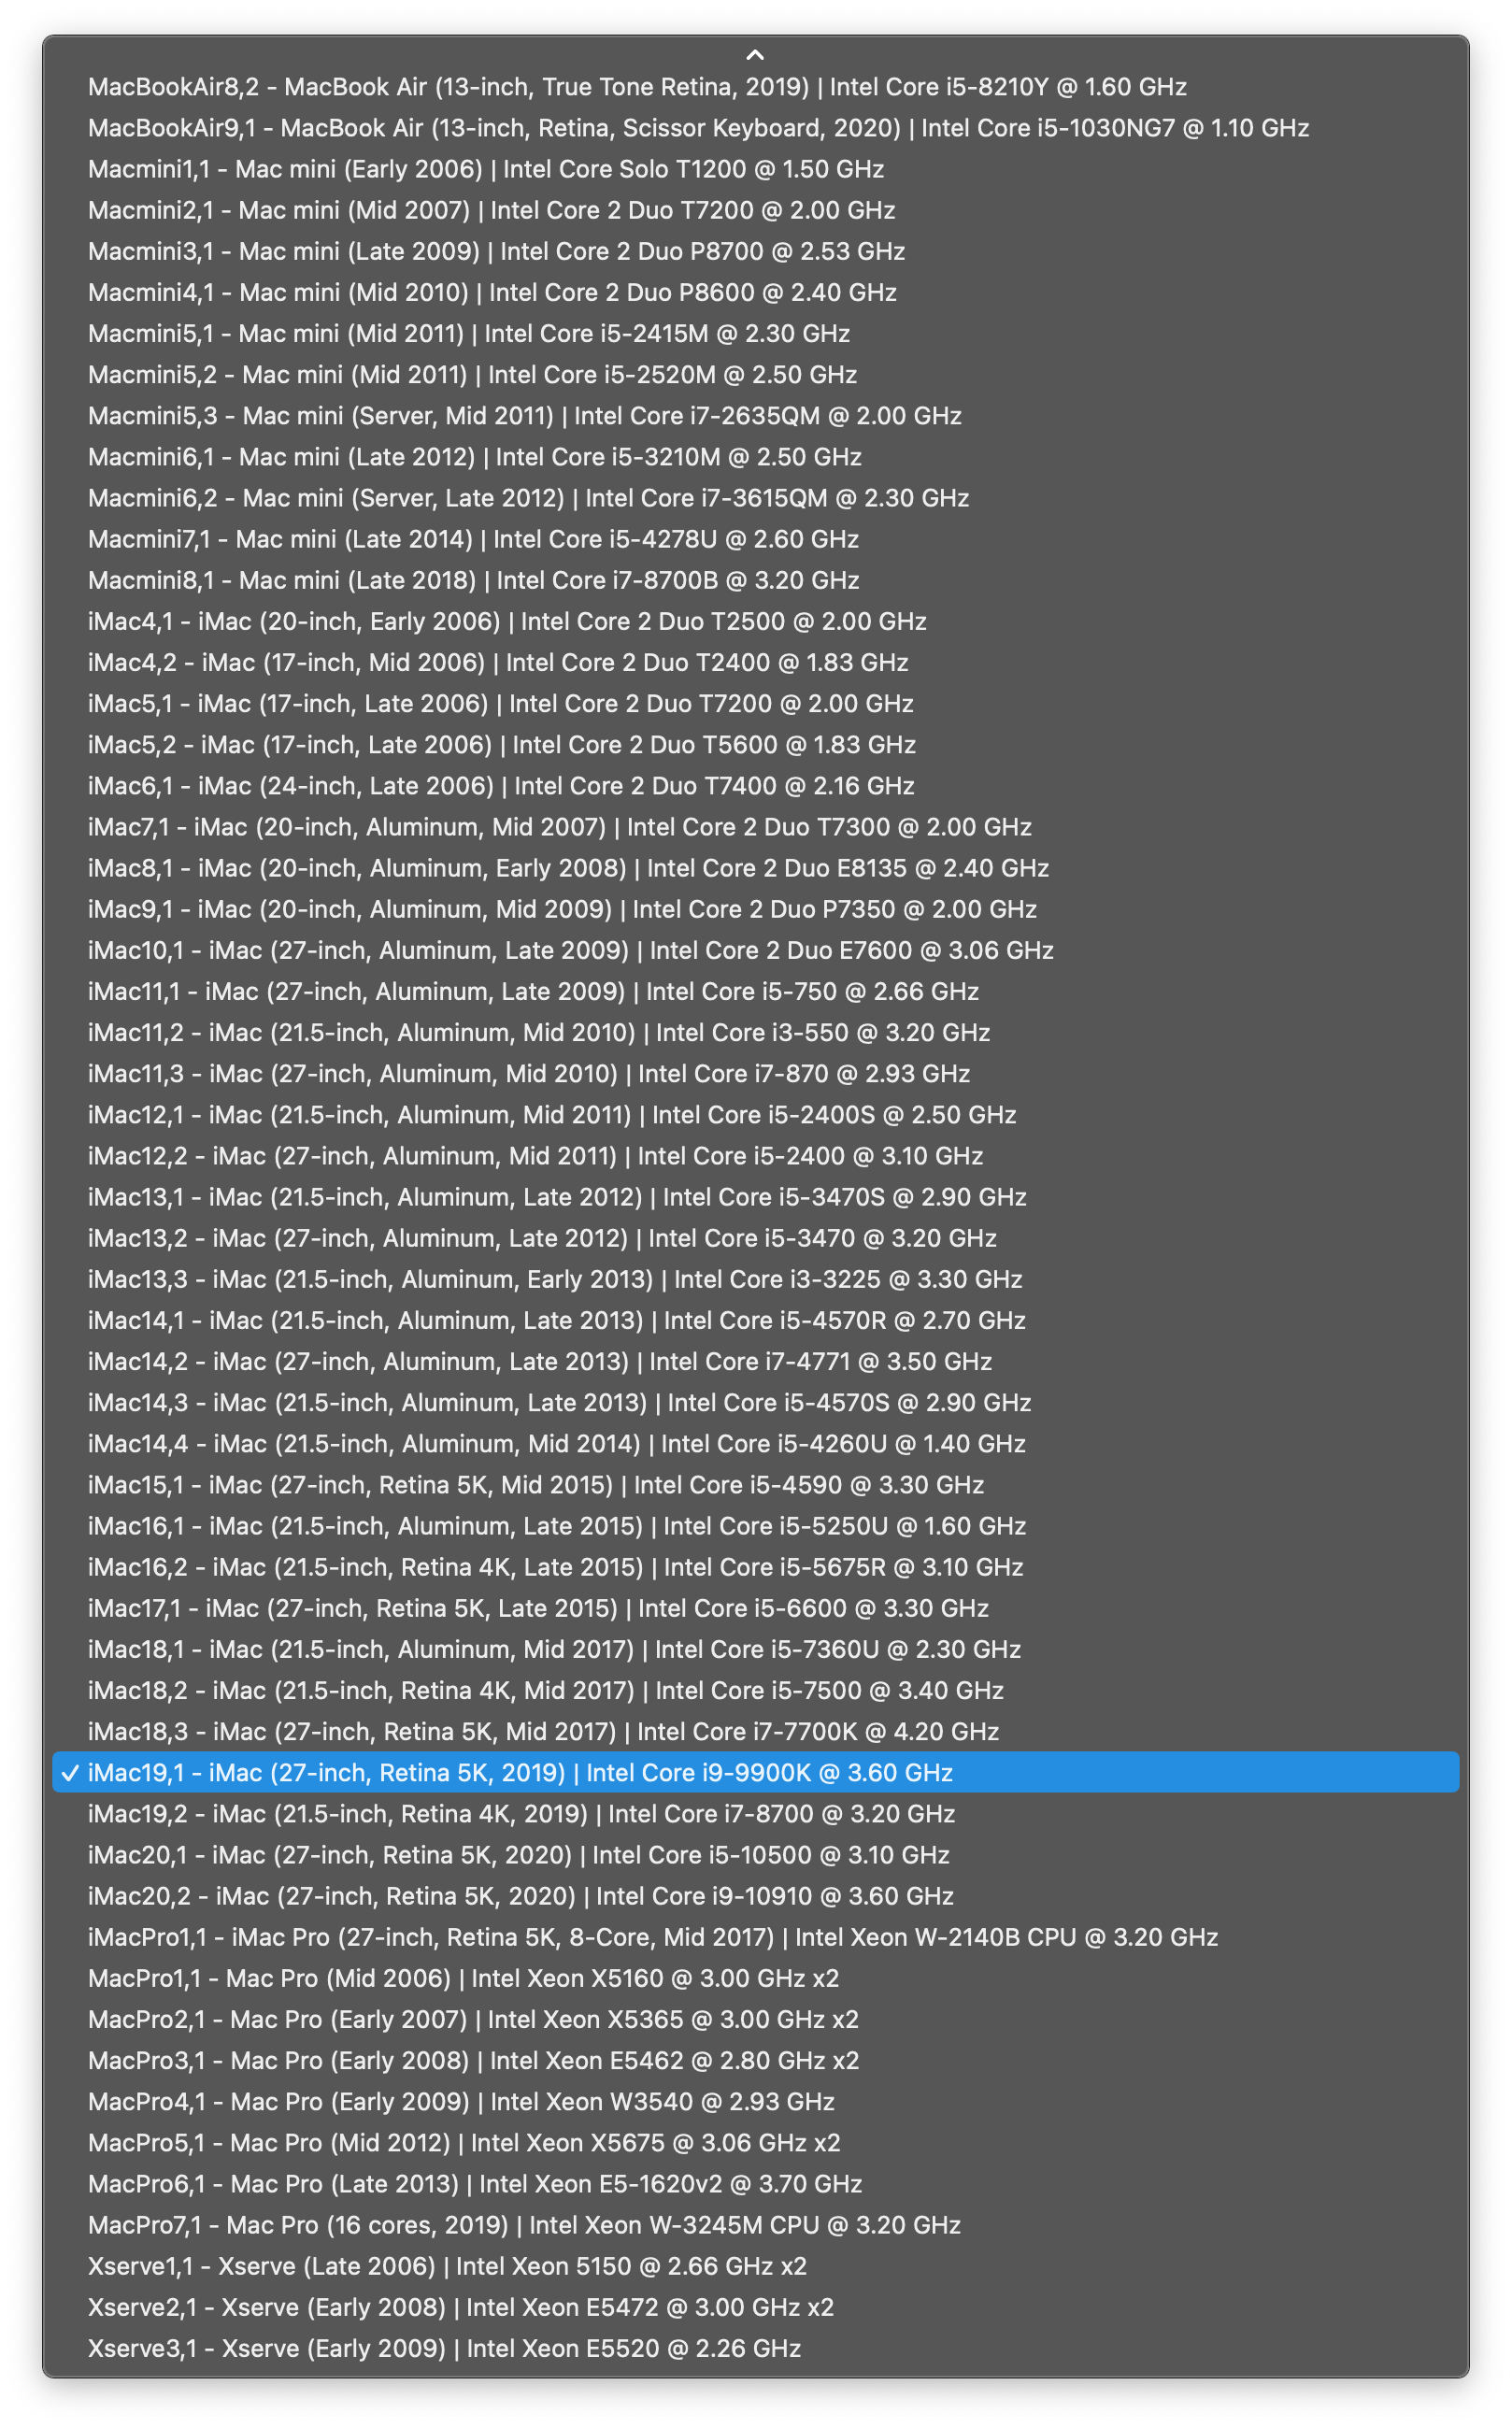 MacBookAir8,2 - MacBook Air (13-inch, True Tone Retina, 2019) | Intel Core i5-8210Y @ 1.60 GHz
MacBookAir9,1 - MacBook Air (13-inch, Retina, Scissor Keyboard, 2020) | Intel Core i5-1030NG7 @ 1.10 GHz
Macmini1,1 - Mac mini (Early 2006) | Intel Core Solo T1200 @ 1.50 GHz
Macmini2,1 - Mac mini (Mid 2007) | Intel Core 2 Duo T7200 @ 2.00 GHz
Macmini3,1 - Mac mini (Late 2009) | Intel Core 2 Duo P8700 @ 2.53 GHz
Macmini4,1 - Mac mini (Mid 2010) | Intel Core 2 Duo P8600 @ 2.40 GHz
Macmini5,1 - Mac mini (Mid 2011) | Intel Core i5-2415M @ 2.30 GHz
Macmini5,2 - Mac mini (Mid 2011) | Intel Core i5-2520M @ 2.50 GHz
Macmini5,3 - Mac mini (Server, Mid 2011) | Intel Core i7-2635QM @ 2.00 GHz
Macmini6,1 - Mac mini (Late 2012) | Intel Core i5-3210M @ 2.50 GHz
Macmini6,2 - Mac mini (Server, Late 2012) | Intel Core i7-3615QM @ 2.30 GHz
Macmini7,1 - Mac mini (Late 2014) | Intel Core i5-4278U @ 2.60 GHz
Macmini8,1 - Mac mini (Late 2018) | Intel Core i7-8700B @ 3.20 GHz
iMac4,1 - iMac (20-inch, Early 2006) | Intel Core 2 Duo T2500 @ 2.00 GHz
iMac4,2 - iMac (17-inch, Mid 2006) | Intel Core 2 Duo T2400 @ 1.83 GHz
iMac5,1 - iMac (17-inch, Late 2006) | Intel Core 2 Duo T7200 @ 2.00 GHz
iMac5,2 - iMac (17-inch, Late 2006) | Intel Core 2 Duo T5600 @ 1.83 GHz
iMac6,1 - iMac (24-inch, Late 2006) | Intel Core 2 Duo T7400 @ 2.16 GHz
iMac7,1 - iMac (20-inch, Aluminum, Mid 2007) | Intel Core 2 Duo T7300 @ 2.00 GHz
iMac8,1 - iMac (20-inch, Aluminum, Early 2008) | Intel Core 2 Duo E8135 @ 2.40 GHz
iMac9,1 - iMac (20-inch, Aluminum, Mid 2009) | Intel Core 2 Duo P7350 @ 2.00 GHz
iMac10,1 - iMac (27-inch, Aluminum, Late 2009) | Intel Core 2 Duo E7600 @ 3.06 GHz
iMac11,1 - iMac (27-inch, Aluminum, Late 2009) | Intel Core i5-750 @ 2.66 GHz
iMac11,2 - iMac (21.5-inch, Aluminum, Mid 2010) | Intel Core i3-550 @ 3.20 GHz
iMac11,3 - iMac (27-inch, Aluminum, Mid 2010) | Intel Core i7-870 @ 2.93 GHz
iMac12,1 - iMac (21.5-inch, Aluminum, Mid 2011) | Intel Core i5-2400S @ 2.50 GHz
iMac12,2 - iMac (27-inch, Aluminum, Mid 2011) | Intel Core i5-2400 @ 3.10 GHz
iMac13,1 - iMac (21.5-inch, Aluminum, Late 2012) | Intel Core i5-3470S @ 2.90 GHz
iMac13,2 - iMac (27-inch, Aluminum, Late 2012) | Intel Core i5-3470 @ 3.20 GHz
iMac13,3 - iMac (21.5-inch, Aluminum, Early 2013) | Intel Core i3-3225 @ 3.30 GHz
iMac14,1 - iMac (21.5-inch, Aluminum, Late 2013) | Intel Core i5-4570R @ 2.70 GHz
iMac14,2 - iMac (27-inch, Aluminum, Late 2013) | Intel Core i7-4771 @ 3.50 GHz
iMac14,3 - iMac (21.5-inch, Aluminum, Late 2013) | Intel Core i5-4570S @ 2.90 GHz
iMac14,4 - iMac (21.5-inch, Aluminum, Mid 2014) | Intel Core i5-4260U @ 1.40 GHz
iMac15,1 - iMac (27-inch, Retina 5K, Mid 2015) | Intel Core i5-4590 @ 3.30 GHz
iMac16,1 - iMac (21.5-inch, Aluminum, Late 2015) | Intel Core i5-5250U @ 1.60 GHz
iMac16,2 - iMac (21.5-inch, Retina 4K, Late 2015) | Intel Core i5-5675R @ 3.10 GHz
iMac17,1 - iMac (27-inch, Retina 5K, Late 2015) | Intel Core i5-6600 @ 3.30 GHz
iMac18,1 - iMac (21.5-inch, Aluminum, Mid 2017) | Intel Core i5-7360U @ 2.30 GHz
iMac18,2 - iMac (21.5-inch, Retina 4K, Mid 2017) | Intel Core i5-7500 @ 3.40 GHz
iMac18,3 - iMac (27-inch, Retina 5K, Mid 2017) | Intel Core i7-7700K @ 4.20 GHz
✓ iMac19,1 - iMac (27-inch, Retina 5K, 2019) | Intel Core i9-9900K @ 3.60 GHz
iMac19,2 - iMac (21.5-inch, Retina 4K, 2019) | Intel Core i7-8700 @ 3.20 GHz
iMac20,1 - iMac (27-inch, Retina 5K, 2020) | Intel Core i5-10500 @ 3.10 GHz
iMac20,2 - iMac (27-inch, Retina 5K, 2020) | Intel Core i9-10910 @ 3.60 GHz
iMacPro1,1 - iMac Pro (27-inch, Retina 5K, 8-Core, Mid 2017) | Intel Xeon W-2140B CPU @ 3.20 GHz
MacPro1,1 - Mac Pro (Mid 2006) | Intel Xeon X5160 @ 3.00 GHz x2
MacPro2,1 - Mac Pro (Early 2007) | Intel Xeon X5365 @ 3.00 GHz x2
MacPro3,1 - Mac Pro (Early 2008) | Intel Xeon E5462 @ 2.80 GHz x2
MacPro4,1 - Mac Pro (Early 2009) | Intel Xeon W3540 @ 2.93 GHz
MacPro5,1 - Mac Pro (Mid 2012) | Intel Xeon X5675 @ 3.06 GHz x2
MacPro6,1 - Mac Pro (Late 2013) | Intel Xeon E5-1620v2 @ 3.70 GHz
MacPro7,1 - Mac Pro (16 cores, 2019) | Intel Xeon W-3245M CPU @ 3.20 GHz
Xserve1,1 - Xserve (Late 2006) | Intel Xeon 5150 @ 2.66 GHz x2
Xserve2,1 - Xserve (Early 2008) | Intel Xeon E5472 @ 3.00 GHz x2
Xserve3,1 - Xserve (Early 2009) | Intel Xeon E5520 @ 2.26 GHz